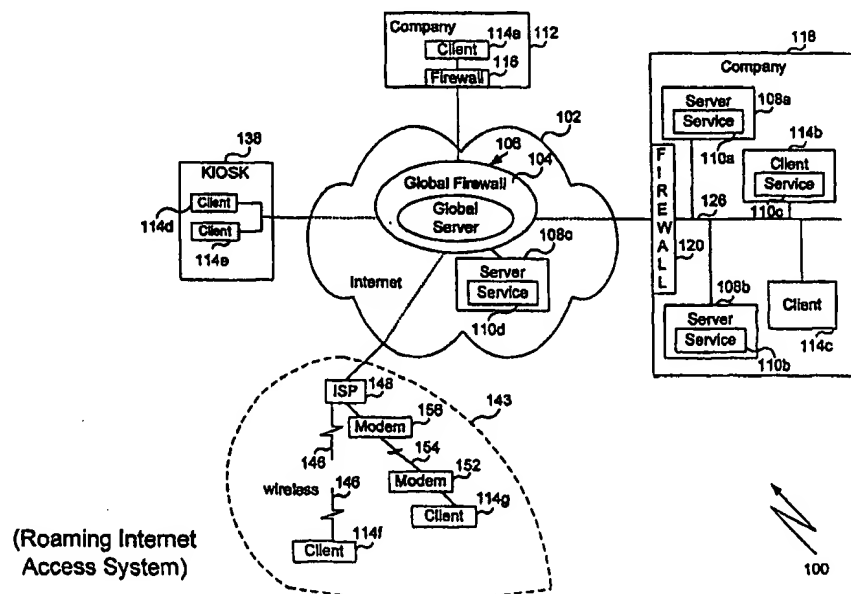 Company
114a
Client
112
Firewall
116
118
Company
Server
108a
Service
110a
114b
Client
Service
110c
126
FIREWALL
120
108b
Server
Service
110b
Client
114c
102
106
104
Global Firewall
Global
Server
108c
Server
Service
110d
Internet
138
KIOSK
Client
114d
Client
114e
ISP
148
143
Modem
156
154
146
Modem
152
wireless
146
Client
114g
Client
114f
(Roaming Internet
Access System)
100